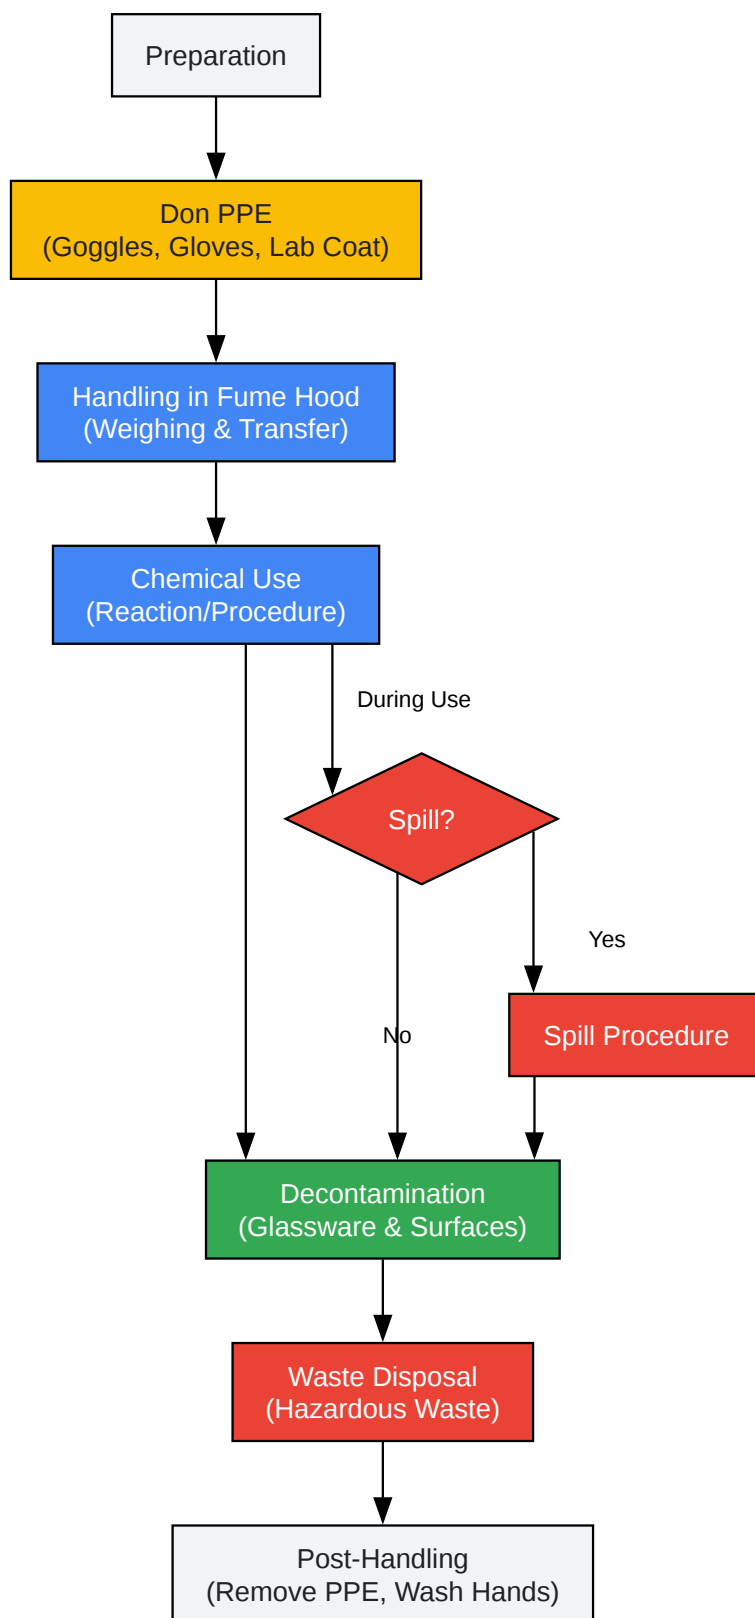 Preparation
Don PPE
(Goggles, Gloves, Lab Coat)
Handling in Fume Hood
(Weighing & Transfer)
Chemical Use
(Reaction/Procedure)
During Use
Spill?
Yes
No
Spill Procedure
Decontamination
(Glassware & Surfaces)
Waste Disposal
(Hazardous Waste)
Post-Handling
(Remove PPE, Wash Hands)